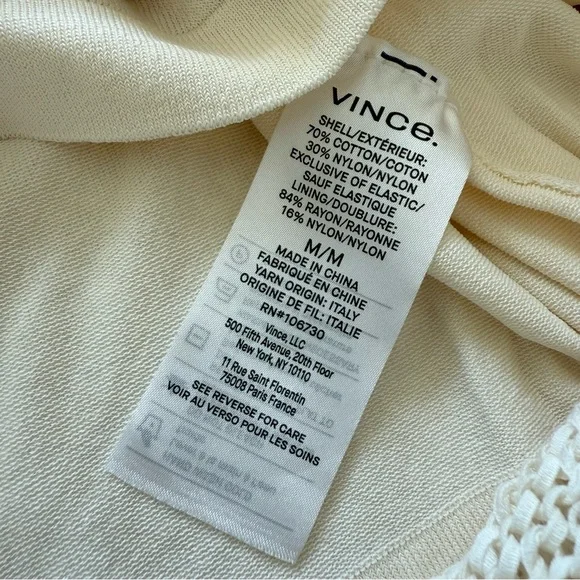 VINCE.
SHELL/EXTÉRIEUR:
70% COTTON/COTON
30% NYLON/NYLON
EXCLUSIVE OF ELASTIC/
SAUF ELASTIQUE
LINING/DOUBLURE:
84% RAYON/RAYONNE
16% NYLON/NYLON
M/M
MADE IN CHINA
FABRIQUÉ EN CHINE
YARN ORIGIN: ITALY
ORIGINE DE FIL: ITALIE
RN#106730
Vince, LLC
500 Fifth Avenue, 20th Floor
New York, NY 10110
11 Rue Saint Florentin
75008 Paris France
SEE REVERSE FOR CARE
VOIR AU VERSO POUR LES SOINS